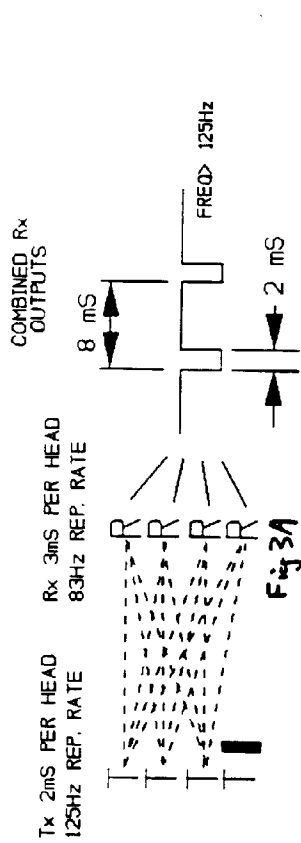 Tx 2mS PER HEAD
125Hz REP. RATE
Rx 3mS PER HEAD
83Hz REP. RATE
COMBINED Rx
OUTPUTS
8 mS
FREQ> 125Hz
2 mS
T
T
T
T
R
R
R
R
Fig 3A